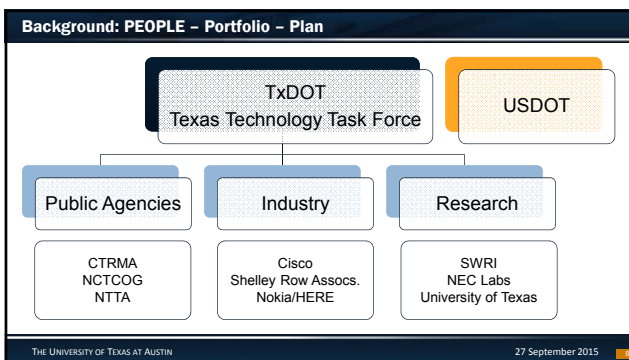 Background: PEOPLE – Portfolio – Plan
TxDOT
Texas Technology Task Force
USDOT
Public Agencies
Industry
Research
CTRMA
NCTCOG
NTTA
Cisco
Shelley Row Assocs.
Nokia/HERE
SWRI
NEC Labs
University of Texas
THE UNIVERSITY OF TEXAS AT AUSTIN
27 September 2015